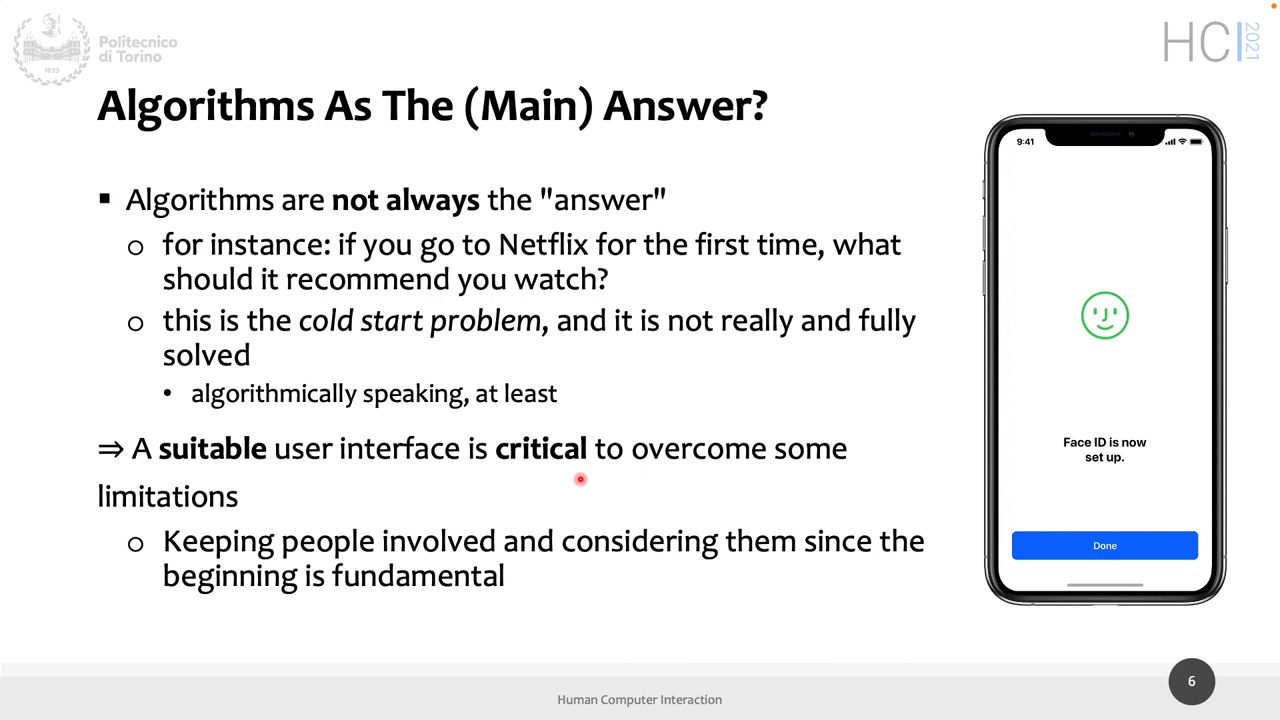 Politecnico
di Torino
1859
HCI
2021
Algorithms As The (Main) Answer?
▪ Algorithms are not always the "answer"
o for instance: if you go to Netflix for the first time, what
should it recommend you watch?
o this is the cold start problem, and it is not really and fully
solved
• algorithmically speaking, at least
⇒ A suitable user interface is critical to overcome some
limitations
o Keeping people involved and considering them since the
beginning is fundamental
9:41
Face ID is now
set up.
Done
Human Computer Interaction
6